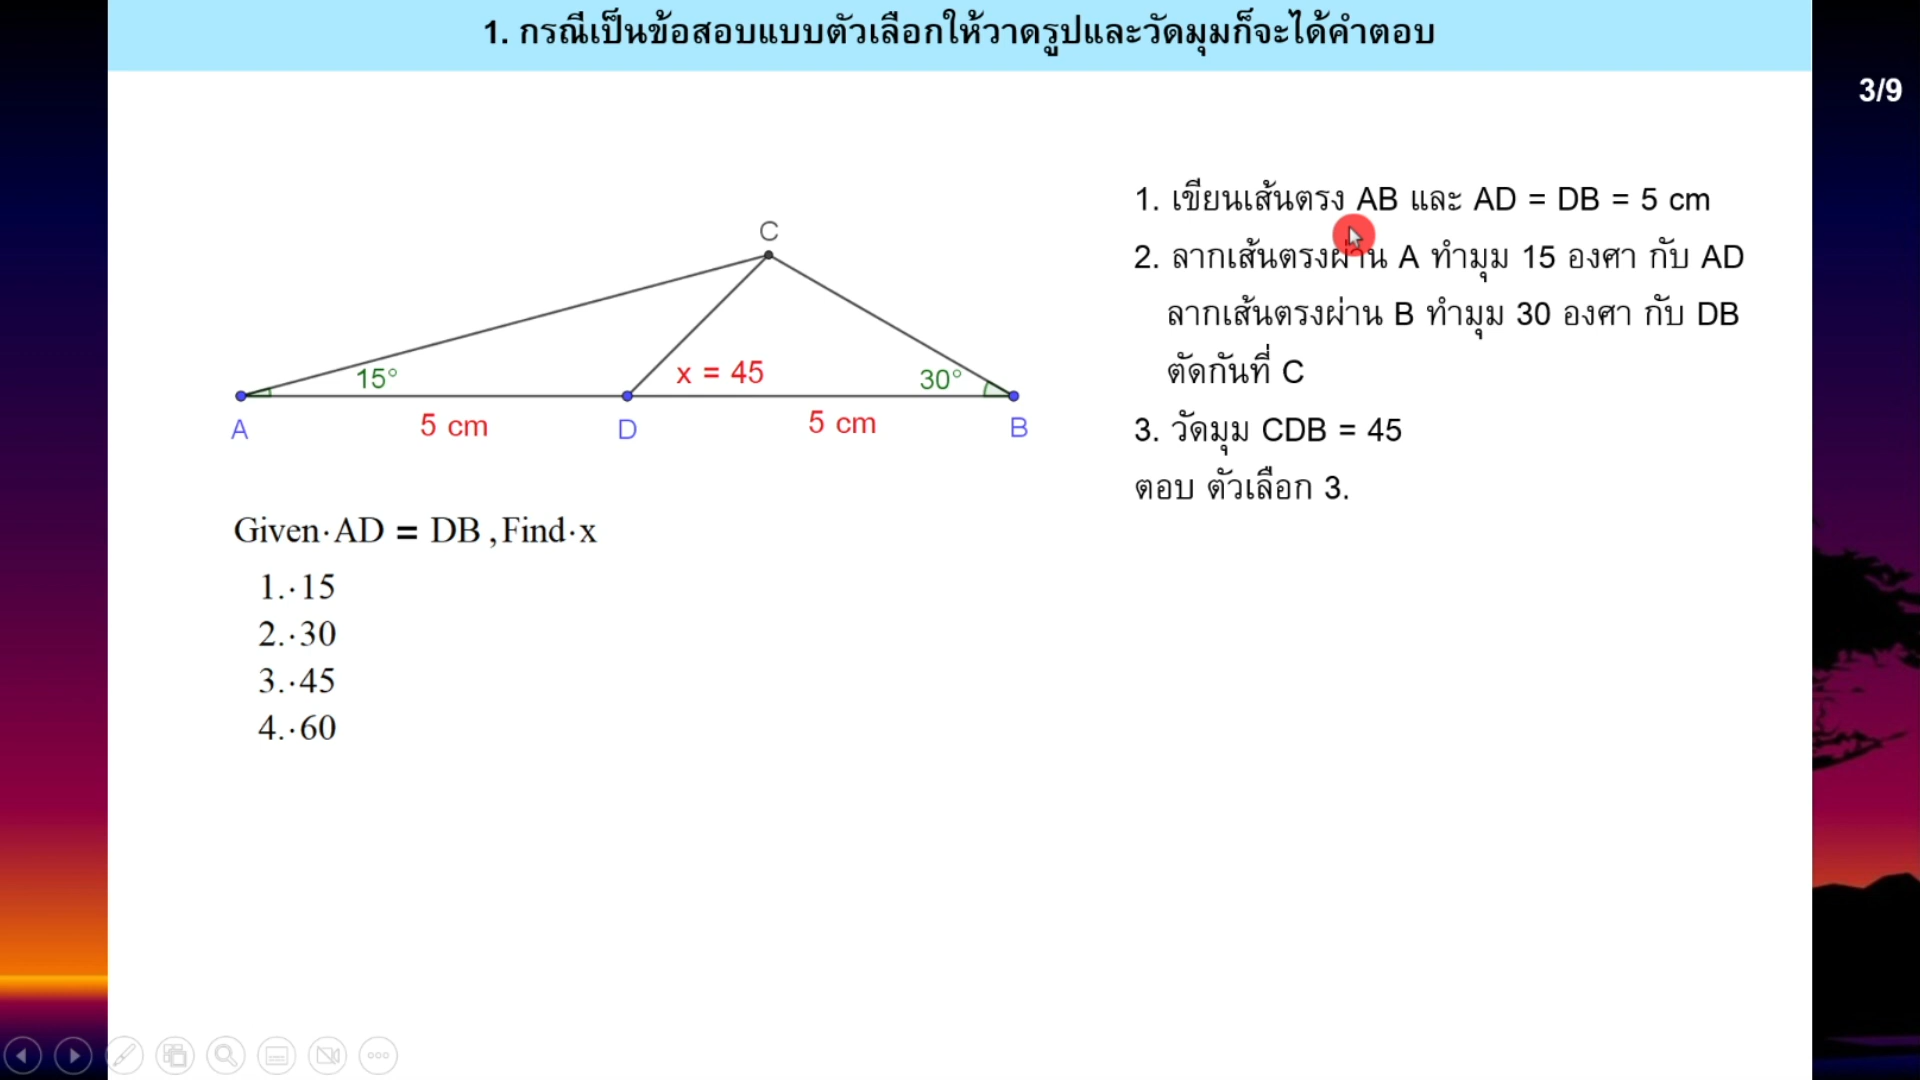 1. กรณีเป็นข้อสอบแบบตัวเลือกให้วาดรูปและวัดมุมก็จะได้คำตอบ
3/9
C
15°
x = 45
30°
A
5 cm
D
5 cm
B
1. เขียนเส้นตรง AB และ AD = DB = 5 cm
2. ลากเส้นตรงผ่าน A ทำมุม 15 องศา กับ AD
ลากเส้นตรงผ่าน B ทำมุม 30 องศา กับ DB
ตัดกันที่ C
3. วัดมุม CDB = 45
ตอบ ตัวเลือก 3.
Given·AD = DB ,Find·x
1.·15
2.·30
3.·45
4.·60